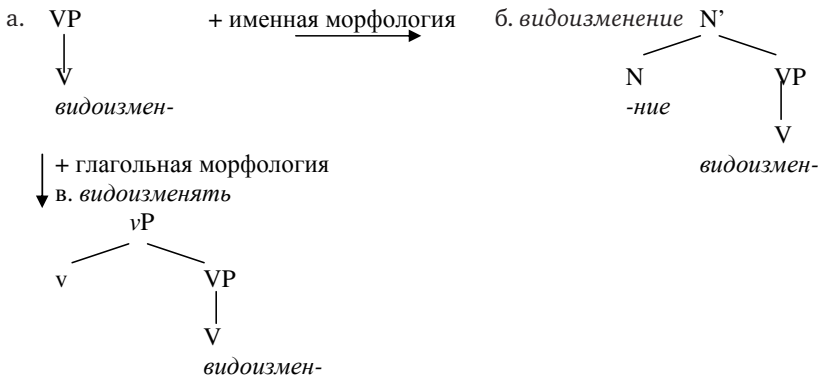 а. VP + именная морфология б. видоизменение N’
V N VP
видоизмен- -ние
V
+ глагольная морфология видоизмен-
в. видоизменять
vP
v VP
V
видоизмен-